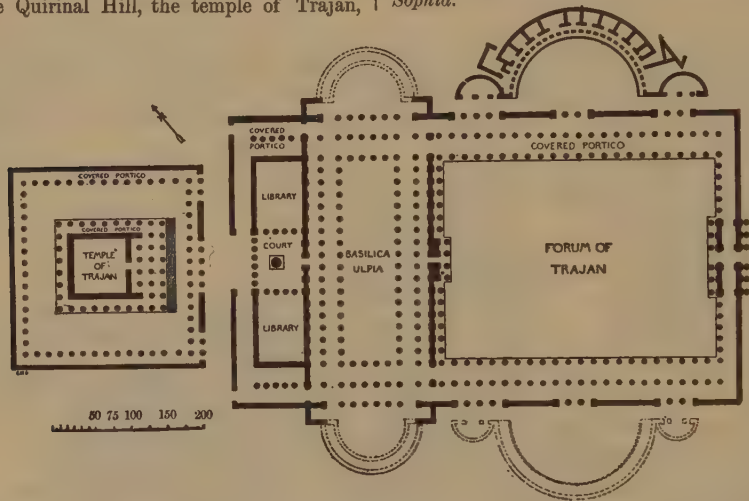 e Quirinal Hill, the temple of Trajan,
Sophia.
COVERED
PORTICO
COVERED PORTICO
COVERED PORTICO
LIBRARY
COVERED PORTICO
TEMPLE
OF
TRAJAN
COURT
BASILICA
ULPIA
FORUM OF
TRAJAN
LIBRARY
50 75 100 150 200